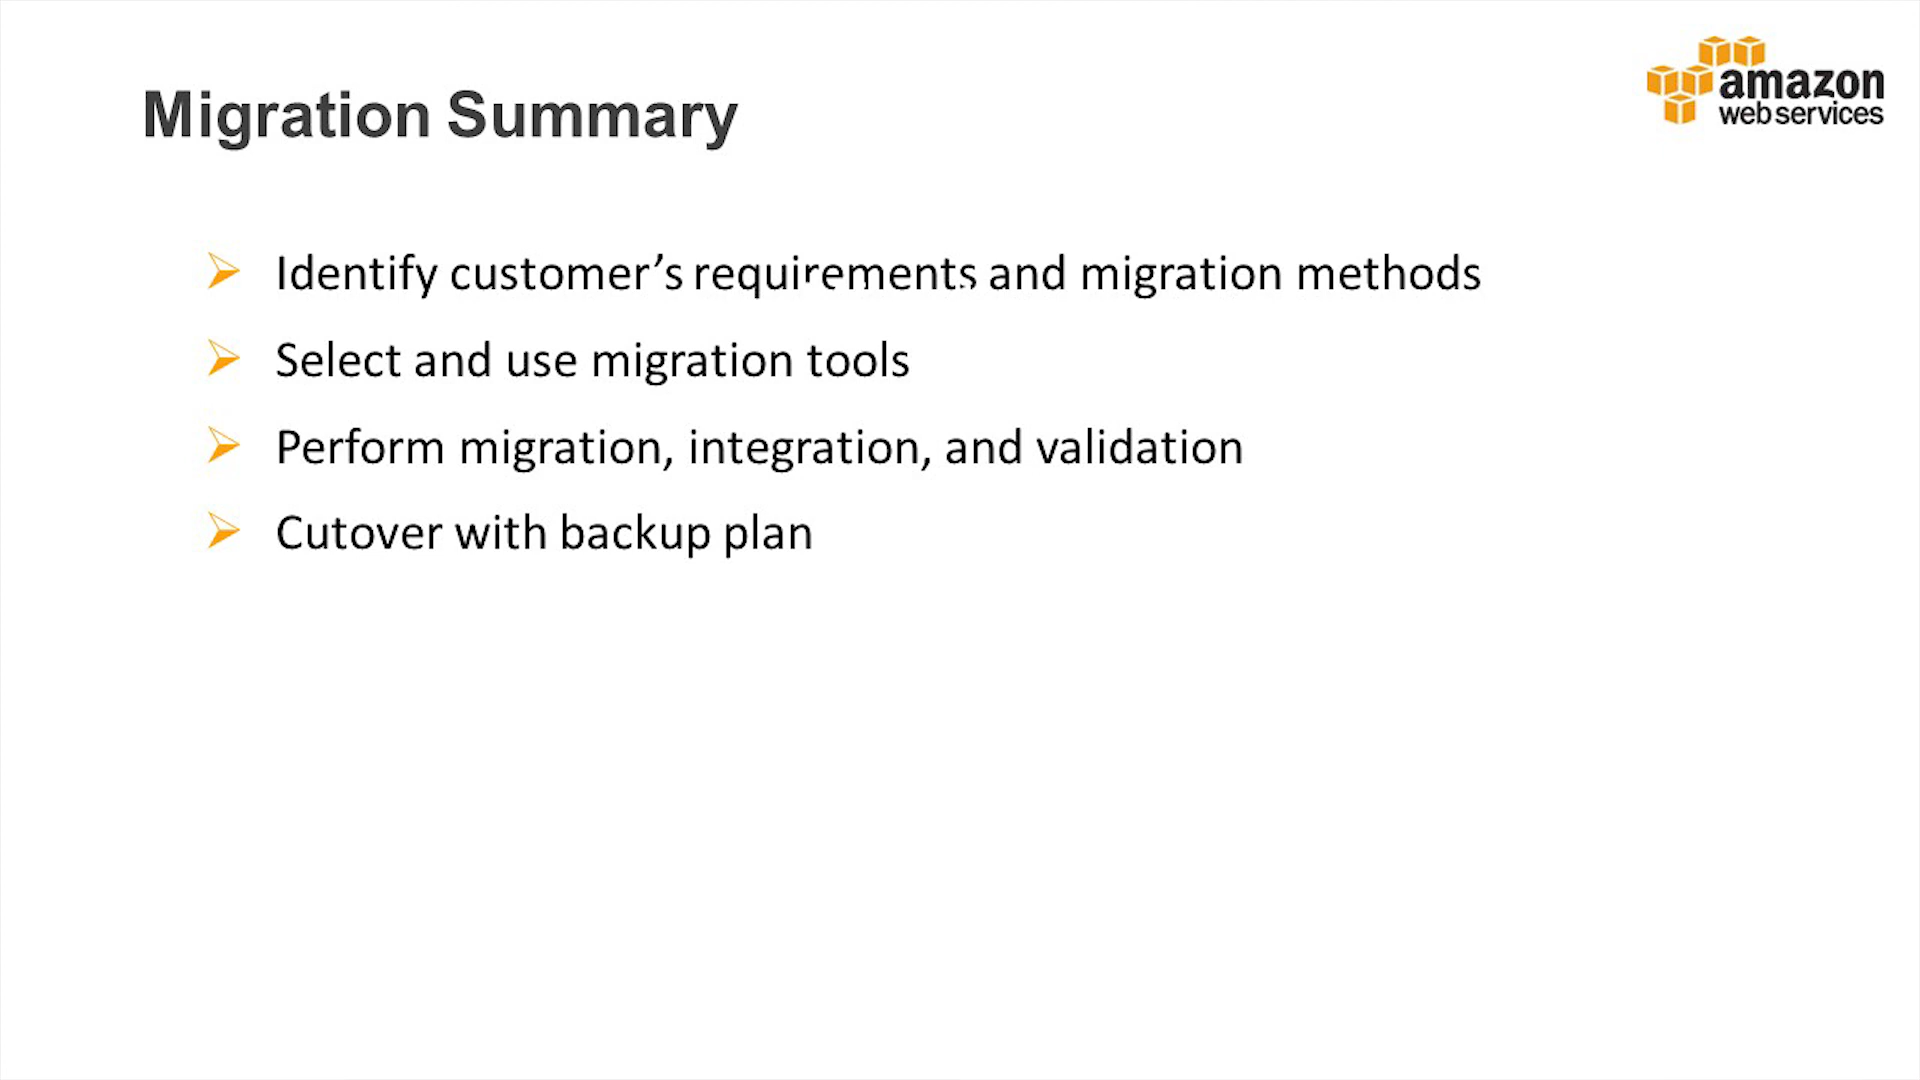 Migration Summary
amazon
web services
Identify customer’s requirements and migration methods
Select and use migration tools
Perform migration, integration, and validation
Cutover with backup plan